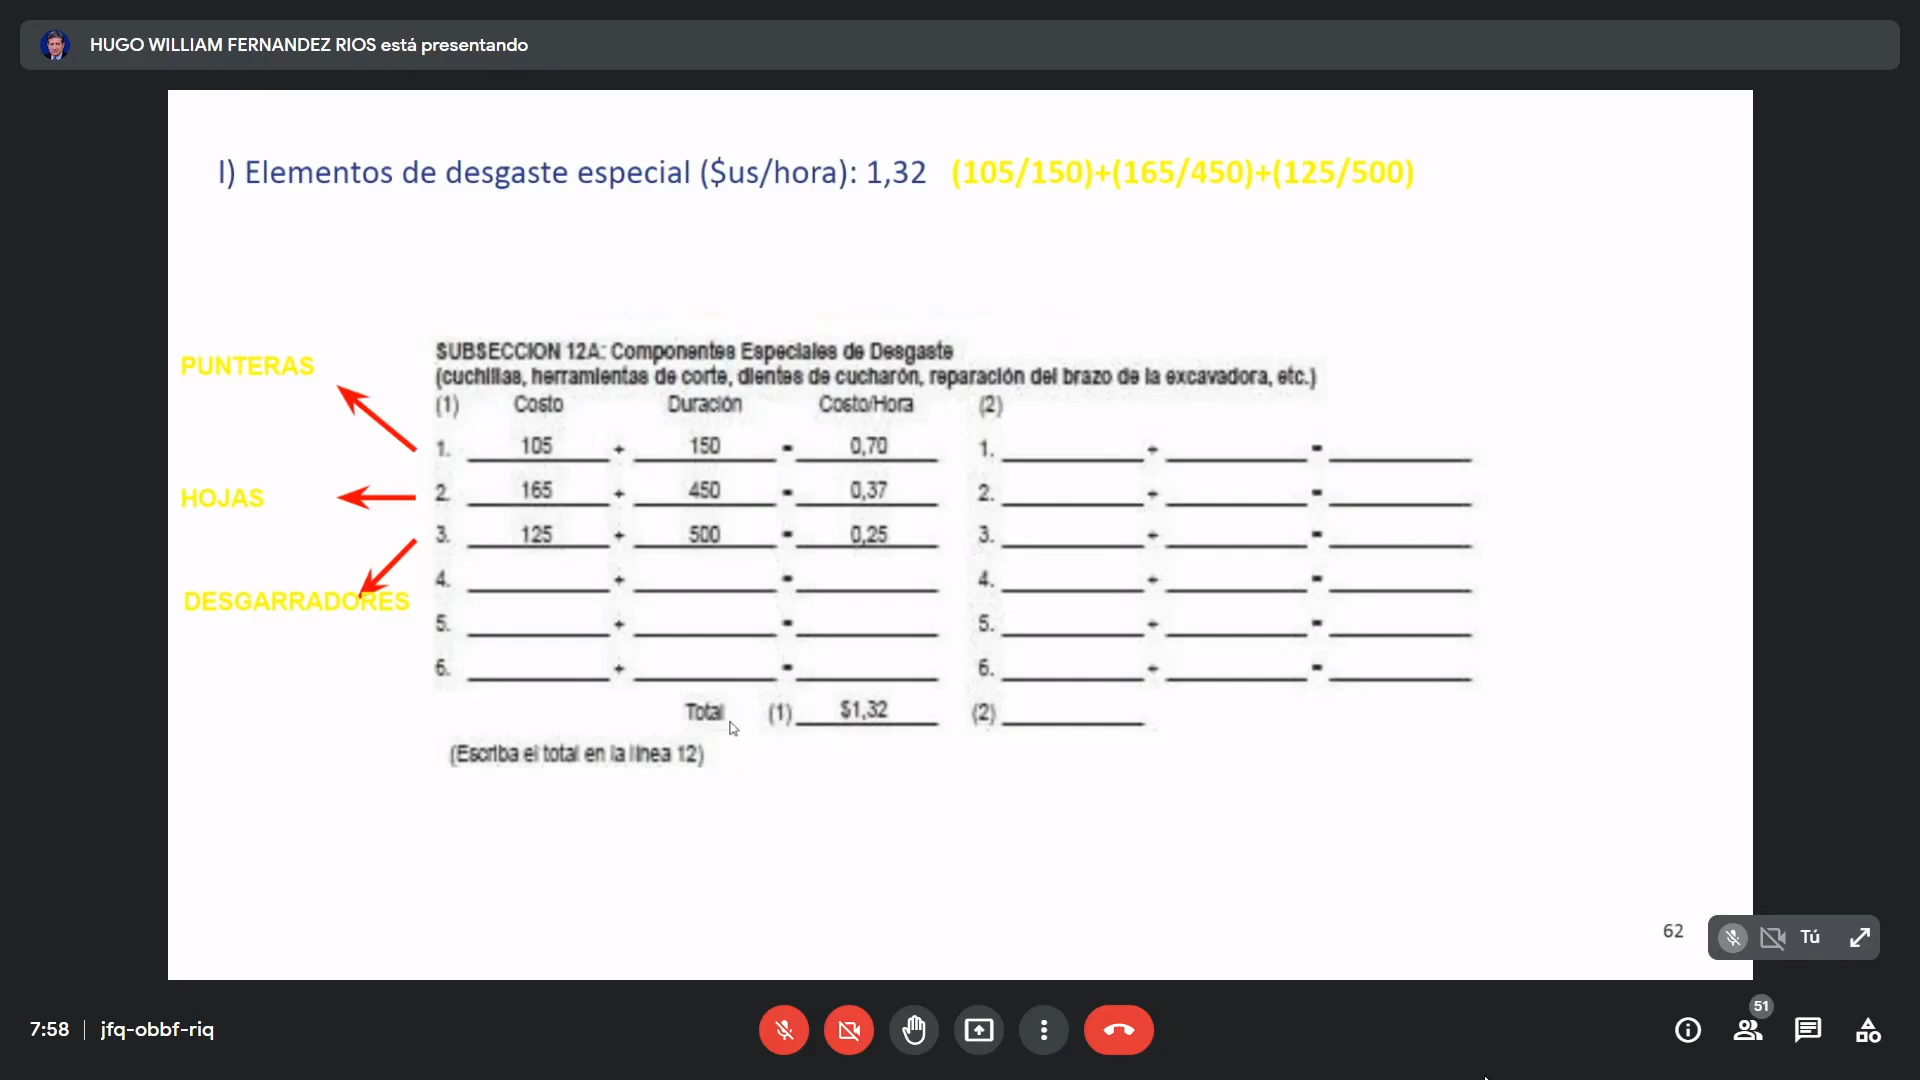 HUGO WILLIAM FERNANDEZ RIOS está presentando
l) Elementos de desgaste especial ($us/hora): 1,32 (105/150)+(165/450)+(125/500)
PUNTERAS
HOJAS
DESGARRADORES
SUBSECCION 12A: Componentes Especiales de Desgaste
(cuchillas, herramientas de corte, dientes de cucharón, reparación del brazo de la excavadora, etc.)
(1) Costo Duración Costo/Hora (2)
1. 105 ÷ 150 = 0,70 1. ÷ =
2. 165 ÷ 450 = 0,37 2. ÷ =
3. 125 ÷ 500 = 0,25 3. ÷ =
4. ÷ = 4. ÷ =
5. ÷ = 5. ÷ =
6. ÷ = 6. ÷ =
Total (1) $1,32 (2)
(Escriba el total en la línea 12)
62
Tú
7:58 | jfq-obbf-riq
51